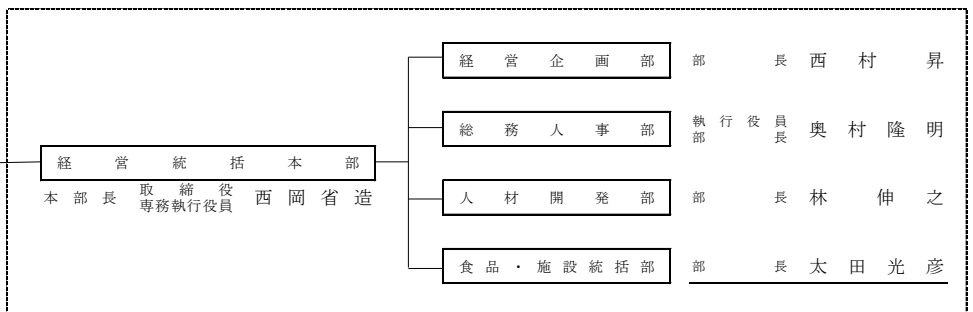 経営企画部 部長 西村昇
総務人事部 執行役員 部長 奥村隆明
経営統括本部
本部長 取締役 専務執行役員 西岡省造
人材開発部 部長 林伸之
食品・施設統括部 部長 太田光彦